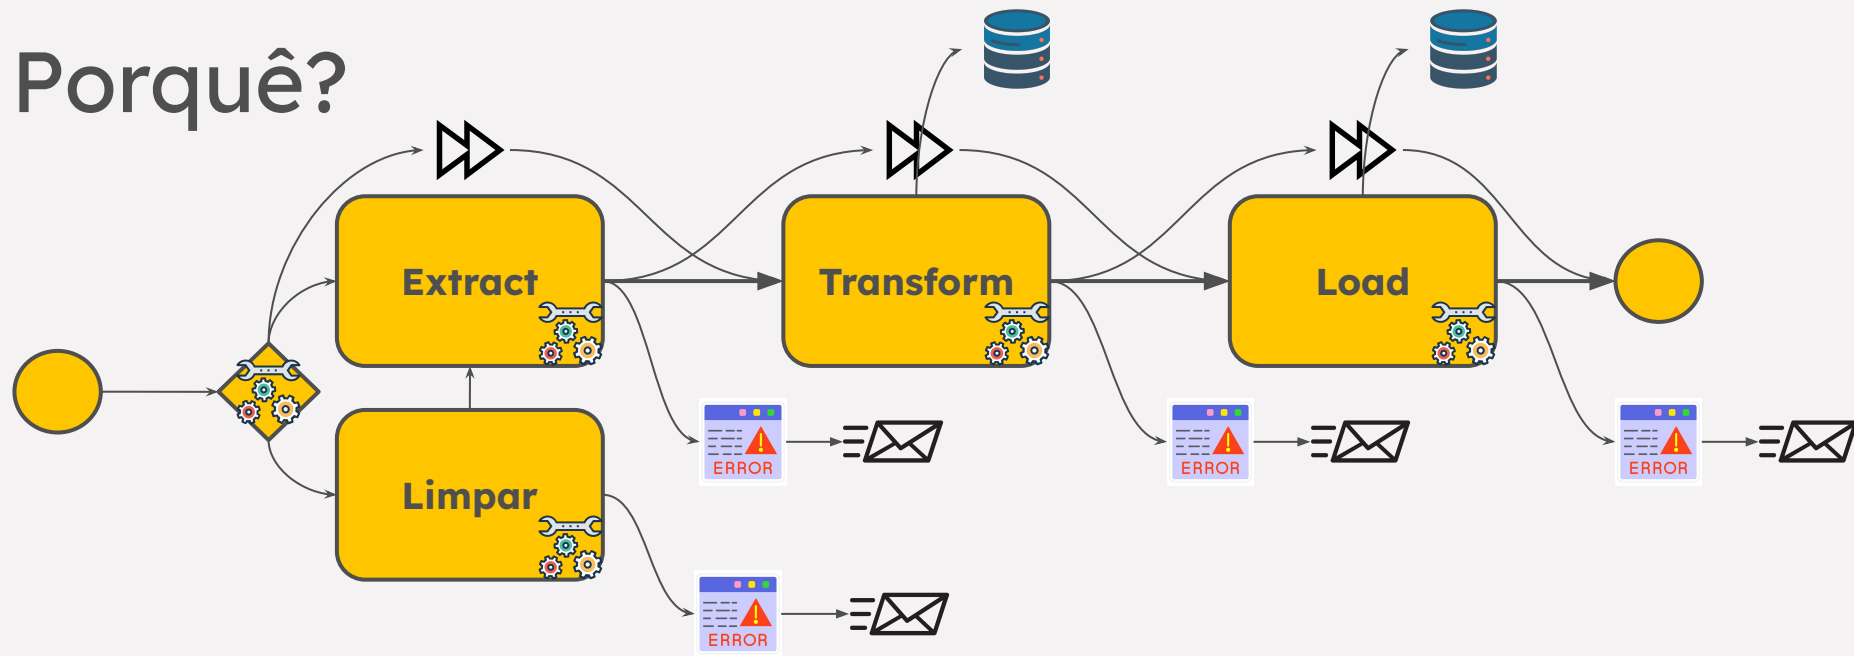 Porquê?
Extract
Transform
Load
ERROR
ERROR
ERROR
Limpar
ERROR